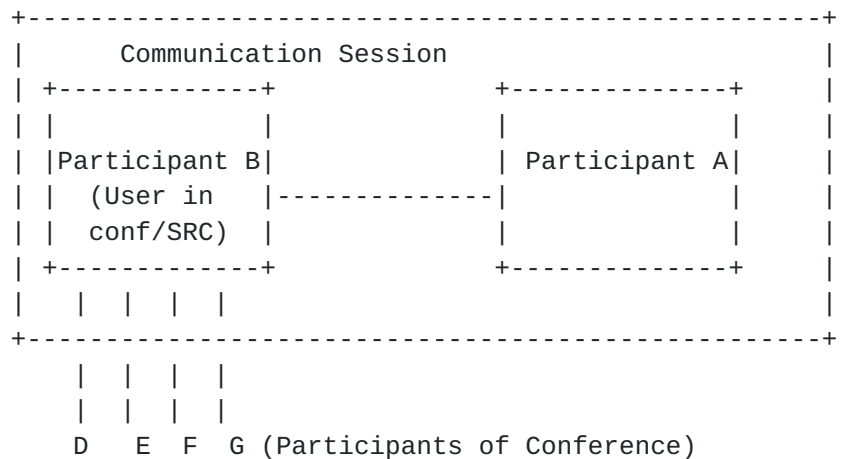 Communication Session
Participant B Participant A
(User in
conf/SRC)
D E F G (Participants of Conference)